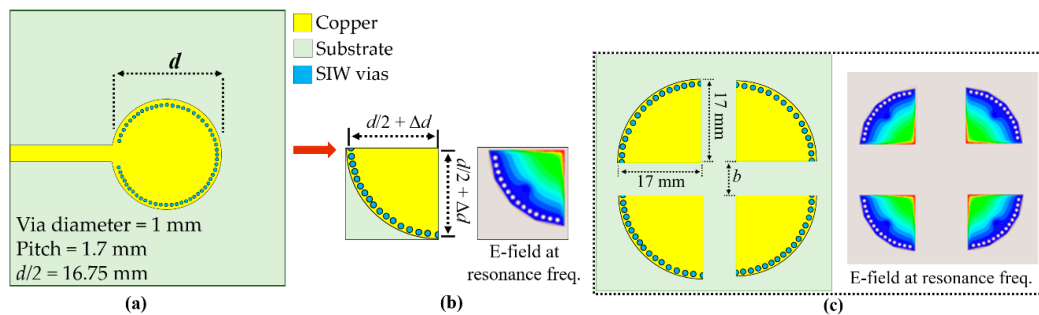 d
Via diameter = 1 mm
Pitch = 1.7 mm
d/2 = 16.75 mm
(a)
Copper
Substrate
SIW vias
d/2 + Δd
d/2 + Δd
E-field at
resonance freq.
(b)
17 mm
17 mm
b
E-field at resonance freq.
(c)